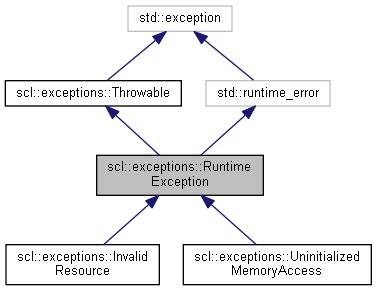 std::exception
scl::exceptions::Throwable
std::runtime_error
scl::exceptions::Runtime
Exception
scl::exceptions::Invalid
Resource
scl::exceptions::Uninitialized
MemoryAccess